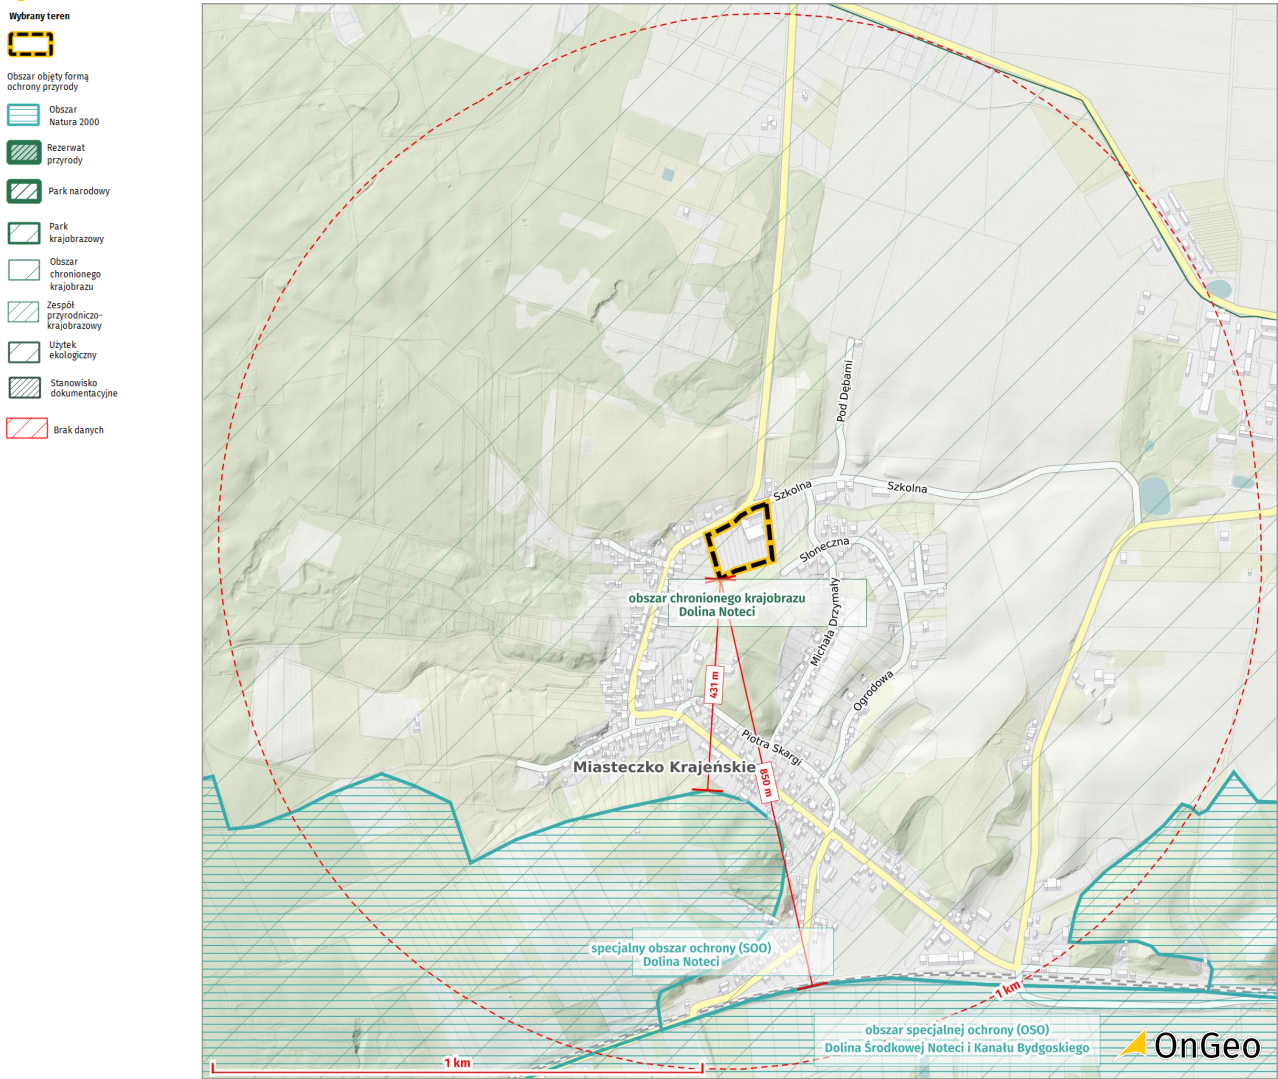 Wybrany teren
Obszar objęty formą
ochrony przyrody
Obszar
Natura 2000
Rezerwat
przyrody
Park narodowy
Park
krajobrazowy
Obszar
chronionego
krajobrazu
Zespół
przyrodniczo-
krajobrazowy
Użytek
ekologiczny
Stanowisko
dokumentacyjne
Brak danych
Pod Dębami
Szkolna
Szkolna
Słoneczna
obszar chronionego krajobrazu
Dolina Noteci
Michała Drzymały
431 m
Ogrodowa
Piotra Skargi
Miasteczko Krajeńskie
850 m
specjalny obszar ochrony (SOO)
Dolina Noteci
1 km
obszar specjalnej ochrony (OSO)
Dolina Środkowej Noteci i Kanału Bydgoskiego
OnGeo
1 km